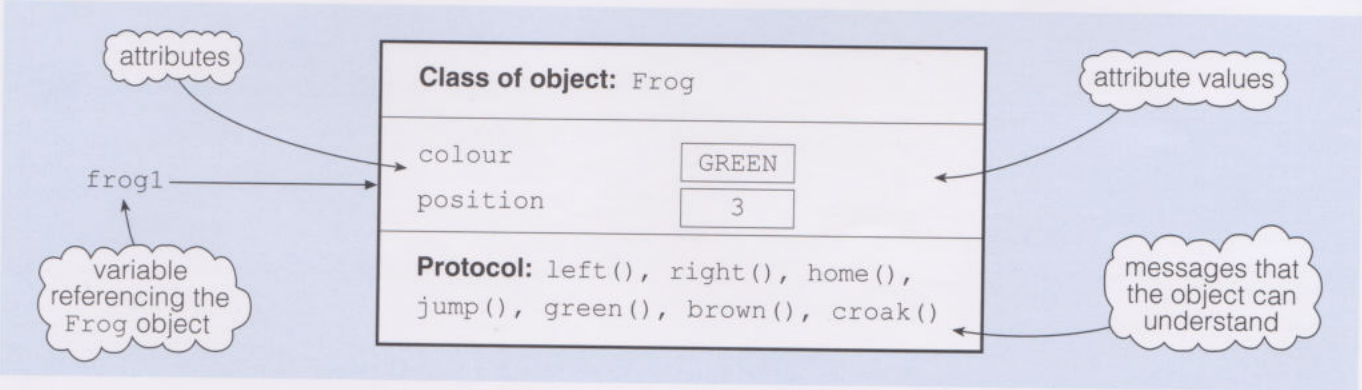 attributes
Class of object: Frog
attribute values
colour GREEN
frog1
position 3
variable
referencing the
Frog object
Protocol: left(), right(), home(),
jump(), green(), brown(), croak()
messages that
the object can
understand